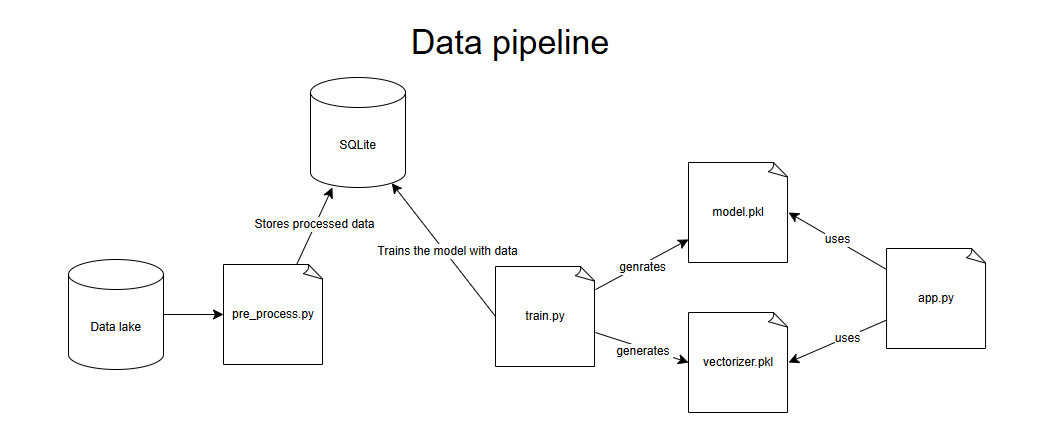 Data pipeline
SQLite
Stores processed data
Trains the model with data
Data lake
pre_process.py
train.py
genrates
generates
model.pkl
vectorizer.pkl
uses
uses
app.py